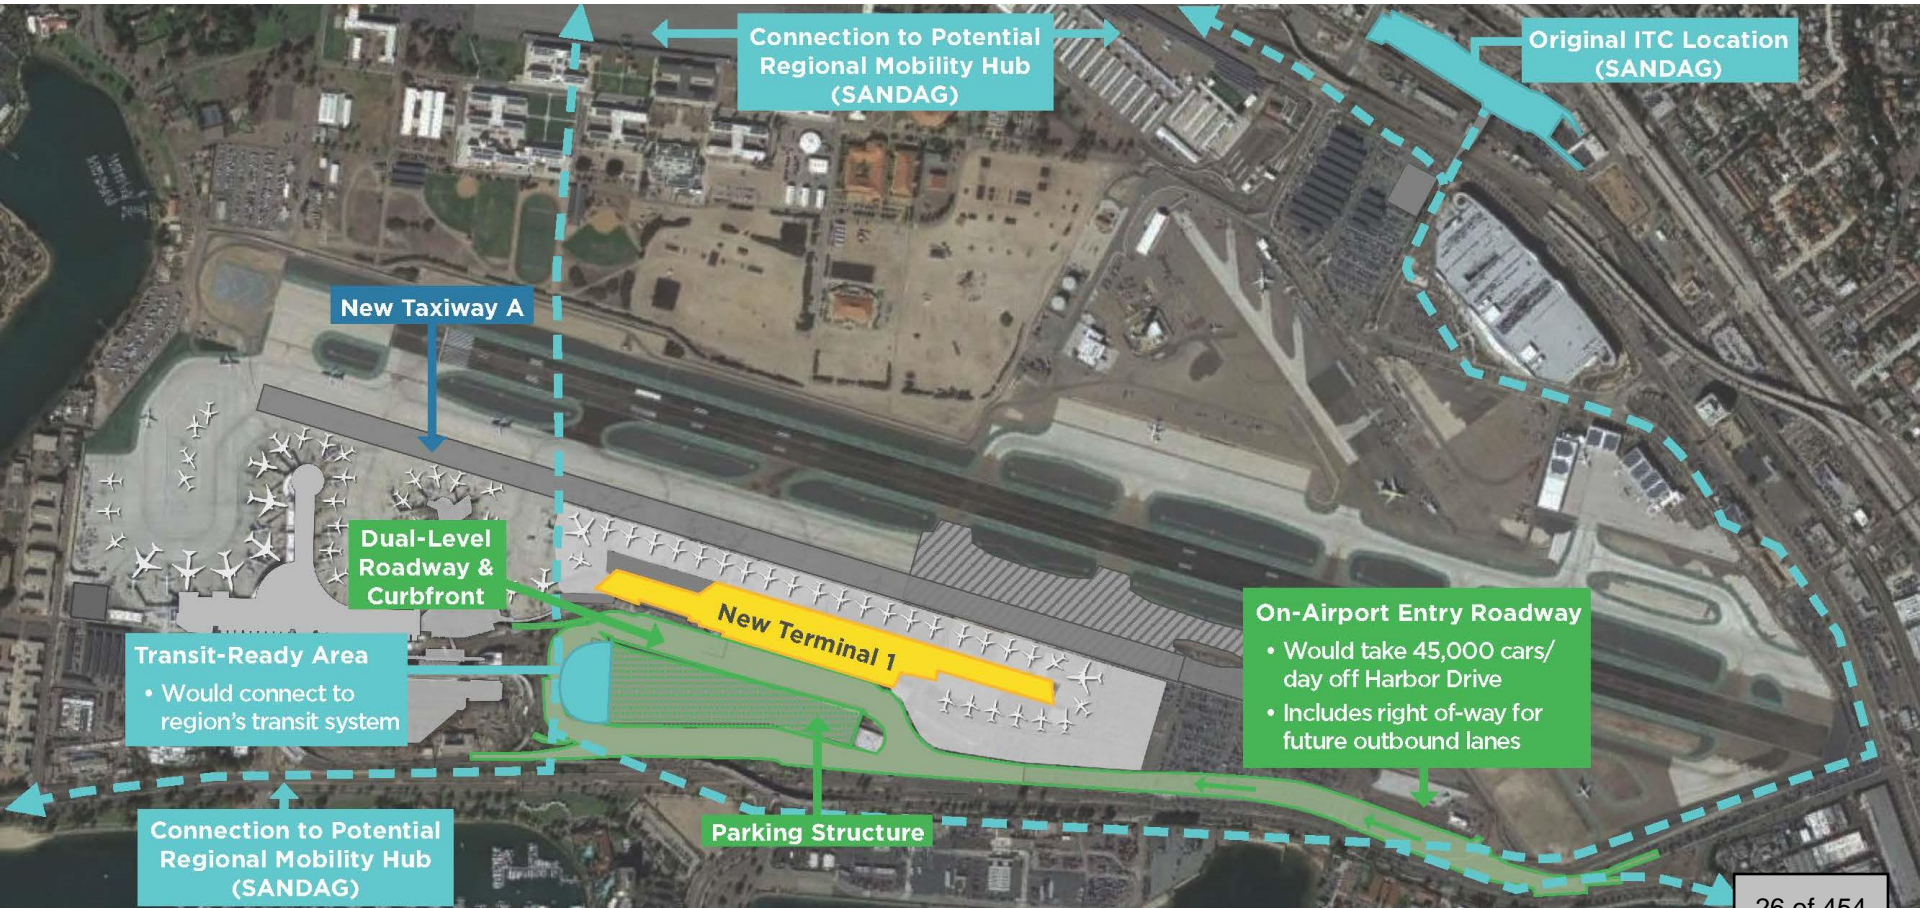 Connection to Potential
Regional Mobility Hub
(SANDAG)
Original ITC Location
(SANDAG)
New Taxiway A
Dual-Level
Roadway &
Curbfront
New Terminal 1
On-Airport Entry Roadway
• Would take 45,000 cars/
day off Harbor Drive
• Includes right of-way for
future outbound lanes
Transit-Ready Area
• Would connect to
region's transit system
Parking Structure
Connection to Potential
Regional Mobility Hub
(SANDAG)
26 of 454